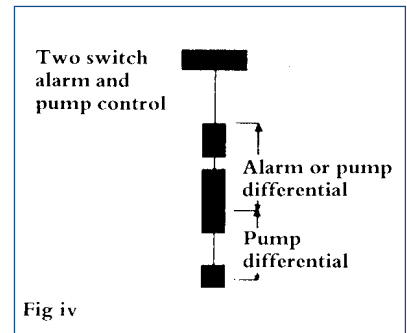 Two switch
alarm and
pump control
Alarm or pump
differential
Pump
differential
Fig iv